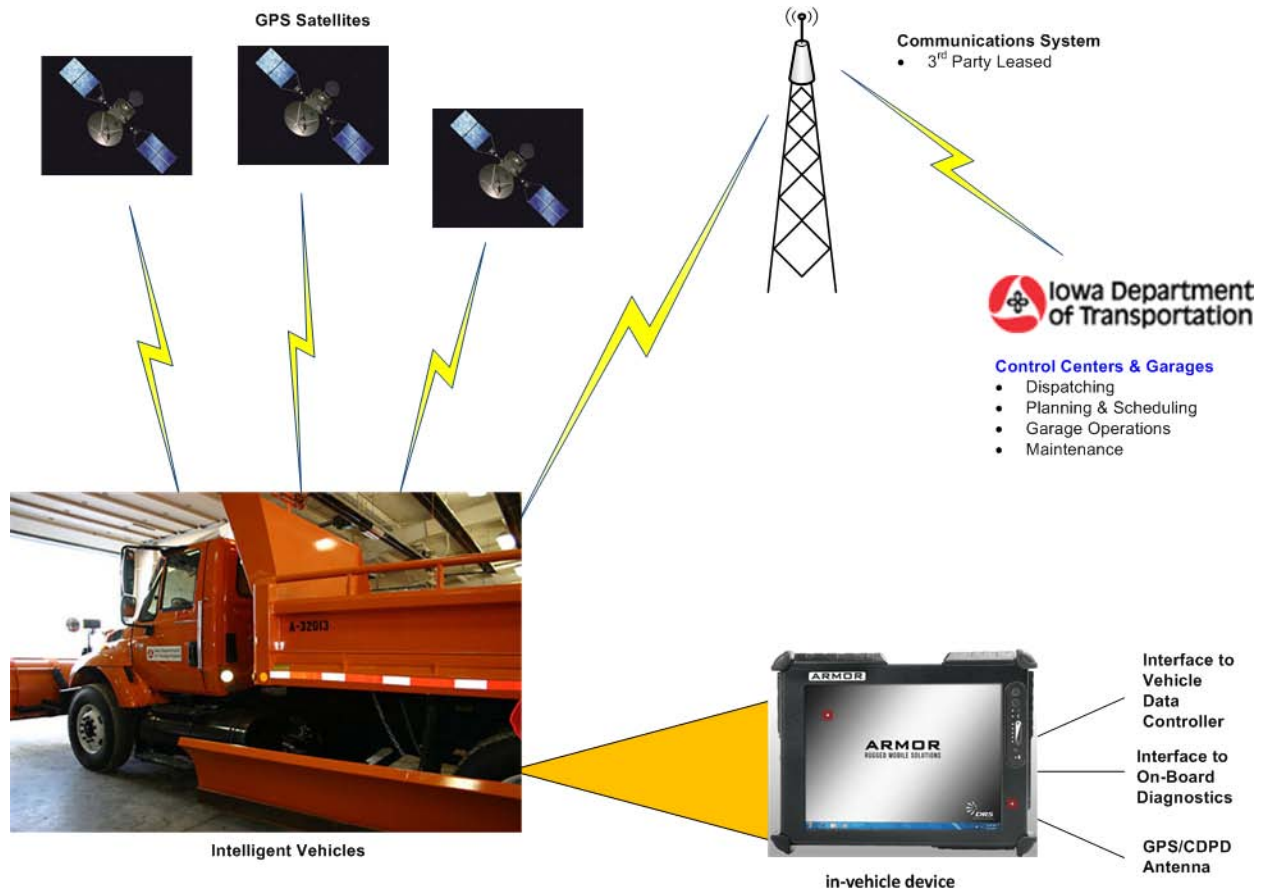 GPS Satellites
Communications System
• 3rd Party Leased
Iowa Department
of Transportation
Control Centers & Garages
• Dispatching
• Planning & Scheduling
• Garage Operations
• Maintenance
A-32013
Intelligent Vehicles
ARMOR
ARMOR
RUGGED MOBILE SOLUTIONS
DRS
in-vehicle device
Interface to
Vehicle
Data
Controller
Interface to
On-Board
Diagnostics
GPS/CDPD
Antenna